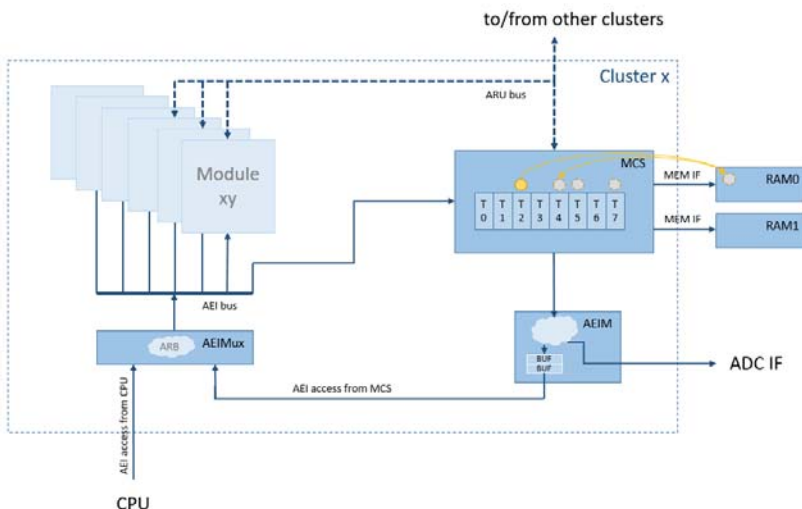 to/from other clusters
Cluster x
ARU bus
Module
xy
MCS
T T T T T T T T
0 1 2 3 4 5 6 7
MEM IF
RAM0
MEM IF
RAM1
AEI bus
ARB
AEIMux
AEIM
BUF
BUF
ADC IF
AEI access from MCS
AEI access from CPU
CPU